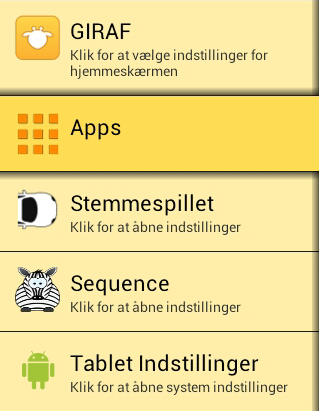 GIRAF
Klik for at vælge indstillinger for
hjemmeskærmen
Apps
Stemmespillet
Klik for at åbne indstillinger
Sequence
Klik for at åbne indstillinger
Tablet Indstillinger
Klik for at åbne system indstillinger